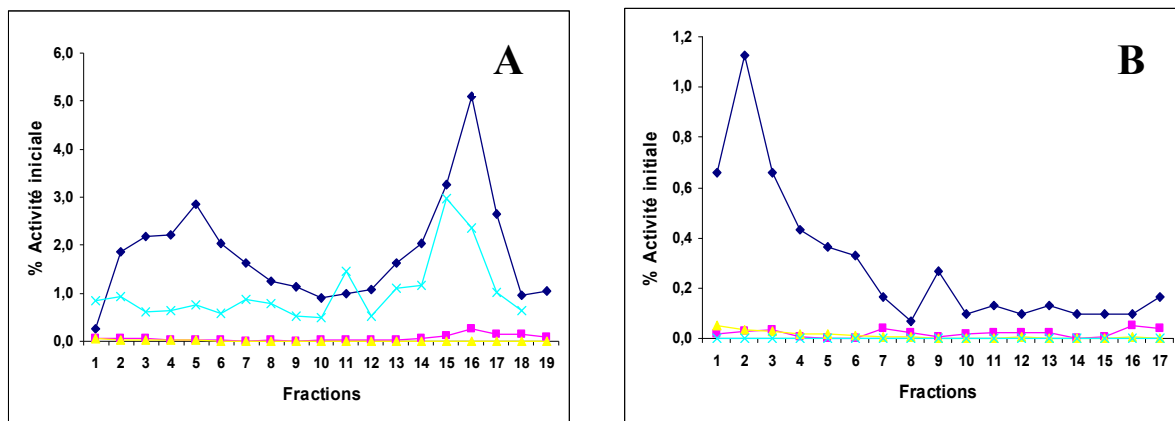 A
% Activité iniciale
6,0
5,0
4,0
3,0
2,0
1,0
0,0
1 2 3 4 5 6 7 8 9 10 11 12 13 14 15 16 17 18 19
Fractions
B
% Activité initiale
1,2
1,0
0,8
0,6
0,4
0,2
0,0
1 2 3 4 5 6 7 8 9 10 11 12 13 14 15 16 17
Fractions